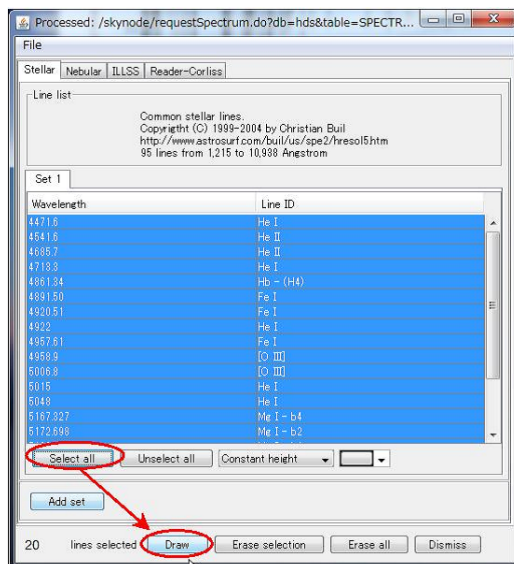 Processed: /skynode/requestSpectrum.do?db=hds&table=SPECTR...
File
Stellar Nebular ILLSS Reader-Corliss
Line list
Common stellar lines.
Copyrigtht (C) 1999-2004 by Christian Buil
http://www.astrosurf.com/buil/us/spe2/hresol5.htm
95 lines from 1,215 to 10,938 Angstrom
Set 1
Wavelength Line ID
4471.6 He I
4541.6 He II
4685.7 He II
4713.3 He I
4861.34 Hb - (H4)
4891.50 Fe I
4920.51 Fe I
4922 He I
4957.61 Fe I
4958.9 [O III]
5006.8 [O III]
5015 He I
5048 He I
5167.327 Mg I - b4
5172.698 Mg I - b2
Select all Unselect all Constant height
Add set
20 lines selected Draw Erase selection Erase all Dismiss